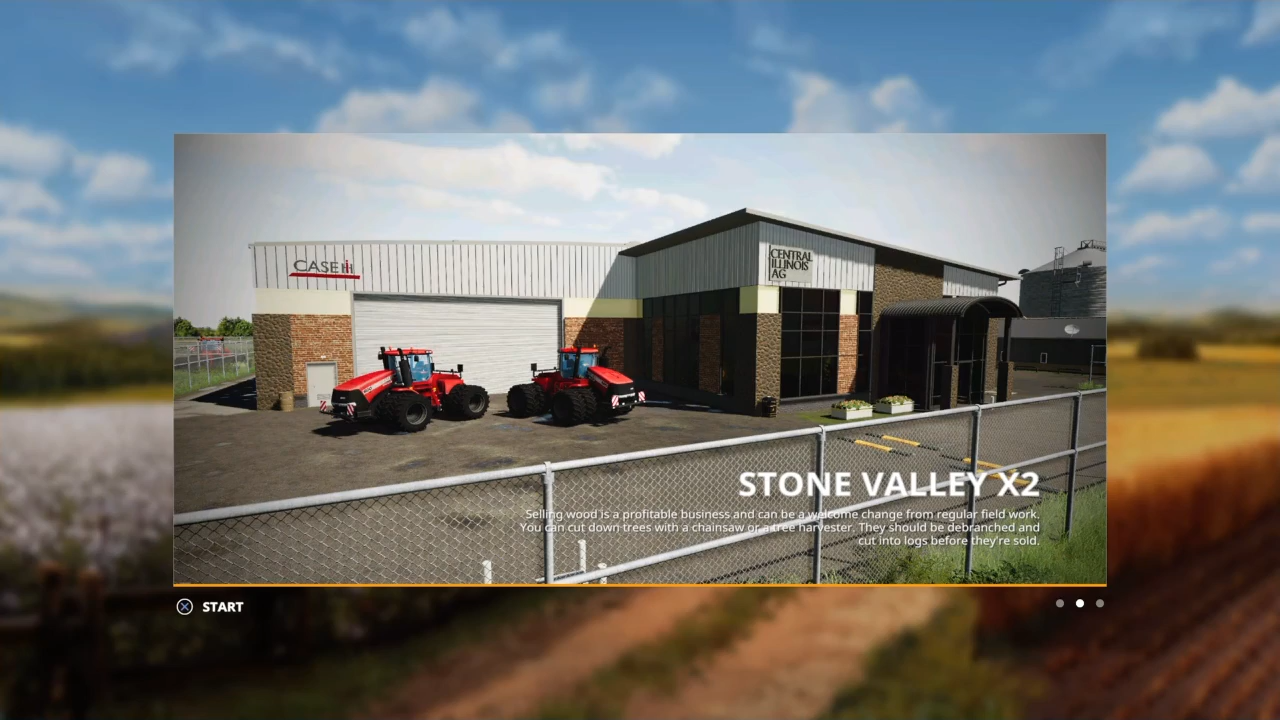 CASE IH
CENTRAL
ILLINOIS
AG
STONE VALLEY X2
Selling wood is a profitable business and can be a welcome change from regular field work.
You can cut down trees with a chainsaw or a tree harvester. They should be debranched and
cut into logs before they're sold.
START